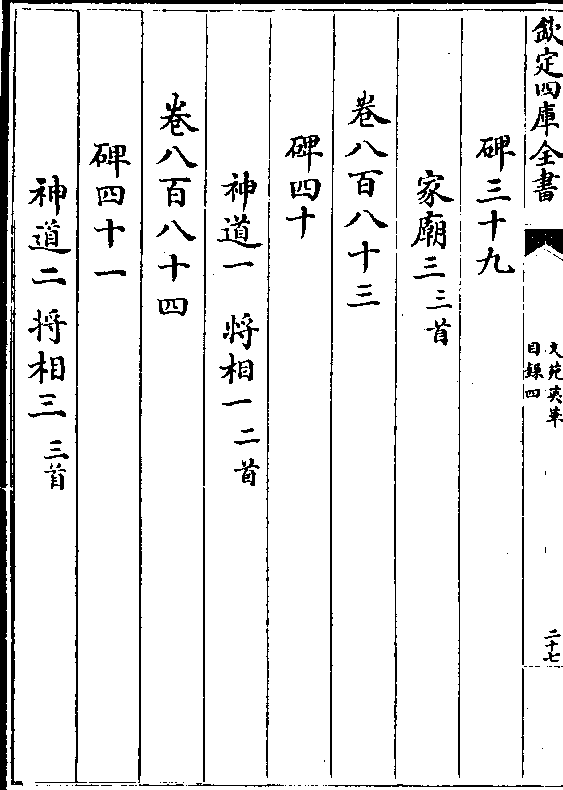 欽定四庫全書
文苑英華
目錄四
二十七
碑三十九
家廟三 三首
卷八百八十三
碑四十
神道一 將相一 二首
卷八百八十四
碑四十一
神道二 將相三 三首